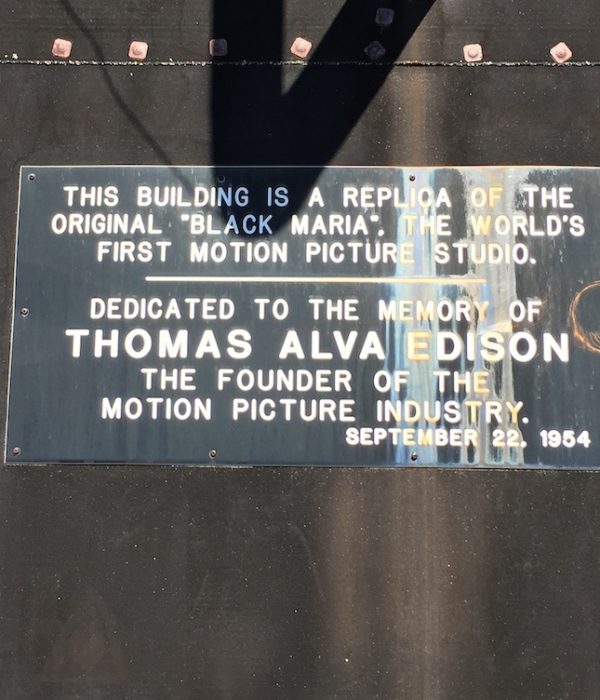 THIS BUILDING IS A REPLICA OF THE
ORIGINAL "BLACK MARIA". THE WORLD'S
FIRST MOTION PICTURE STUDIO.
DEDICATED TO THE MEMORY OF
THOMAS ALVA EDISON
THE FOUNDER OF THE
MOTION PICTURE INDUSTRY.
SEPTEMBER 22, 1954